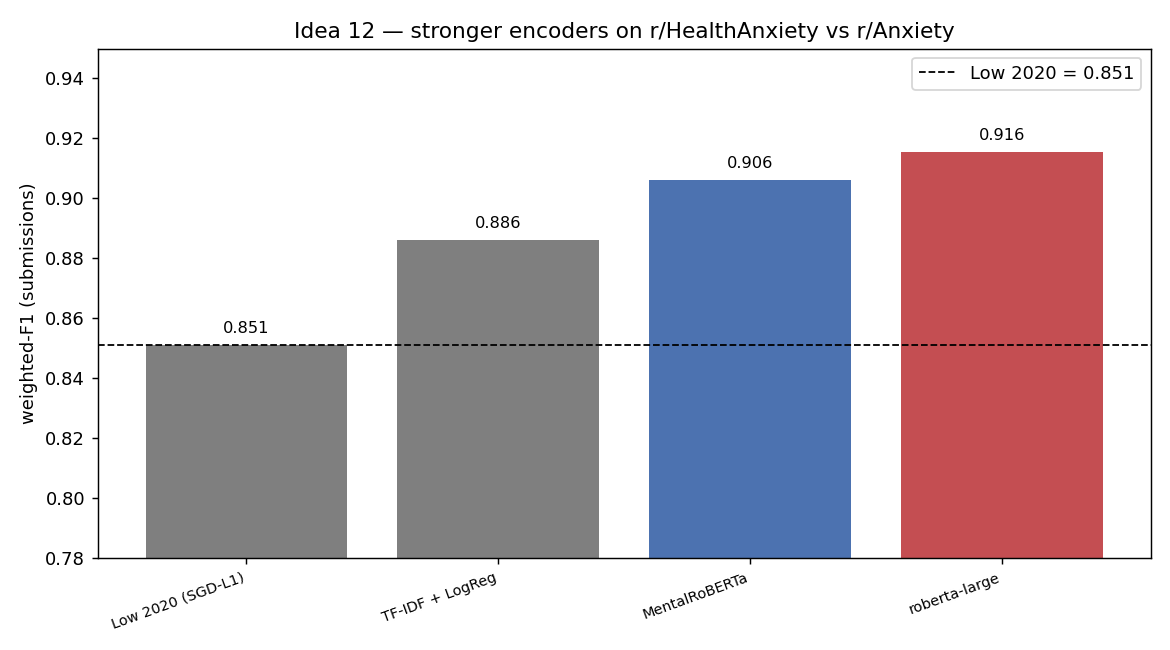 Idea 12 — stronger encoders on r/HealthAnxiety vs r/Anxiety
Low 2020 = 0.851
weighted-F1 (submissions)
0.94
0.92
0.90
0.88
0.86
0.84
0.82
0.80
0.78
0.851
0.886
0.906
0.916
Low 2020 (SGD-L1)
TF-IDF + LogReg
MentalRoBERTa
roberta-large